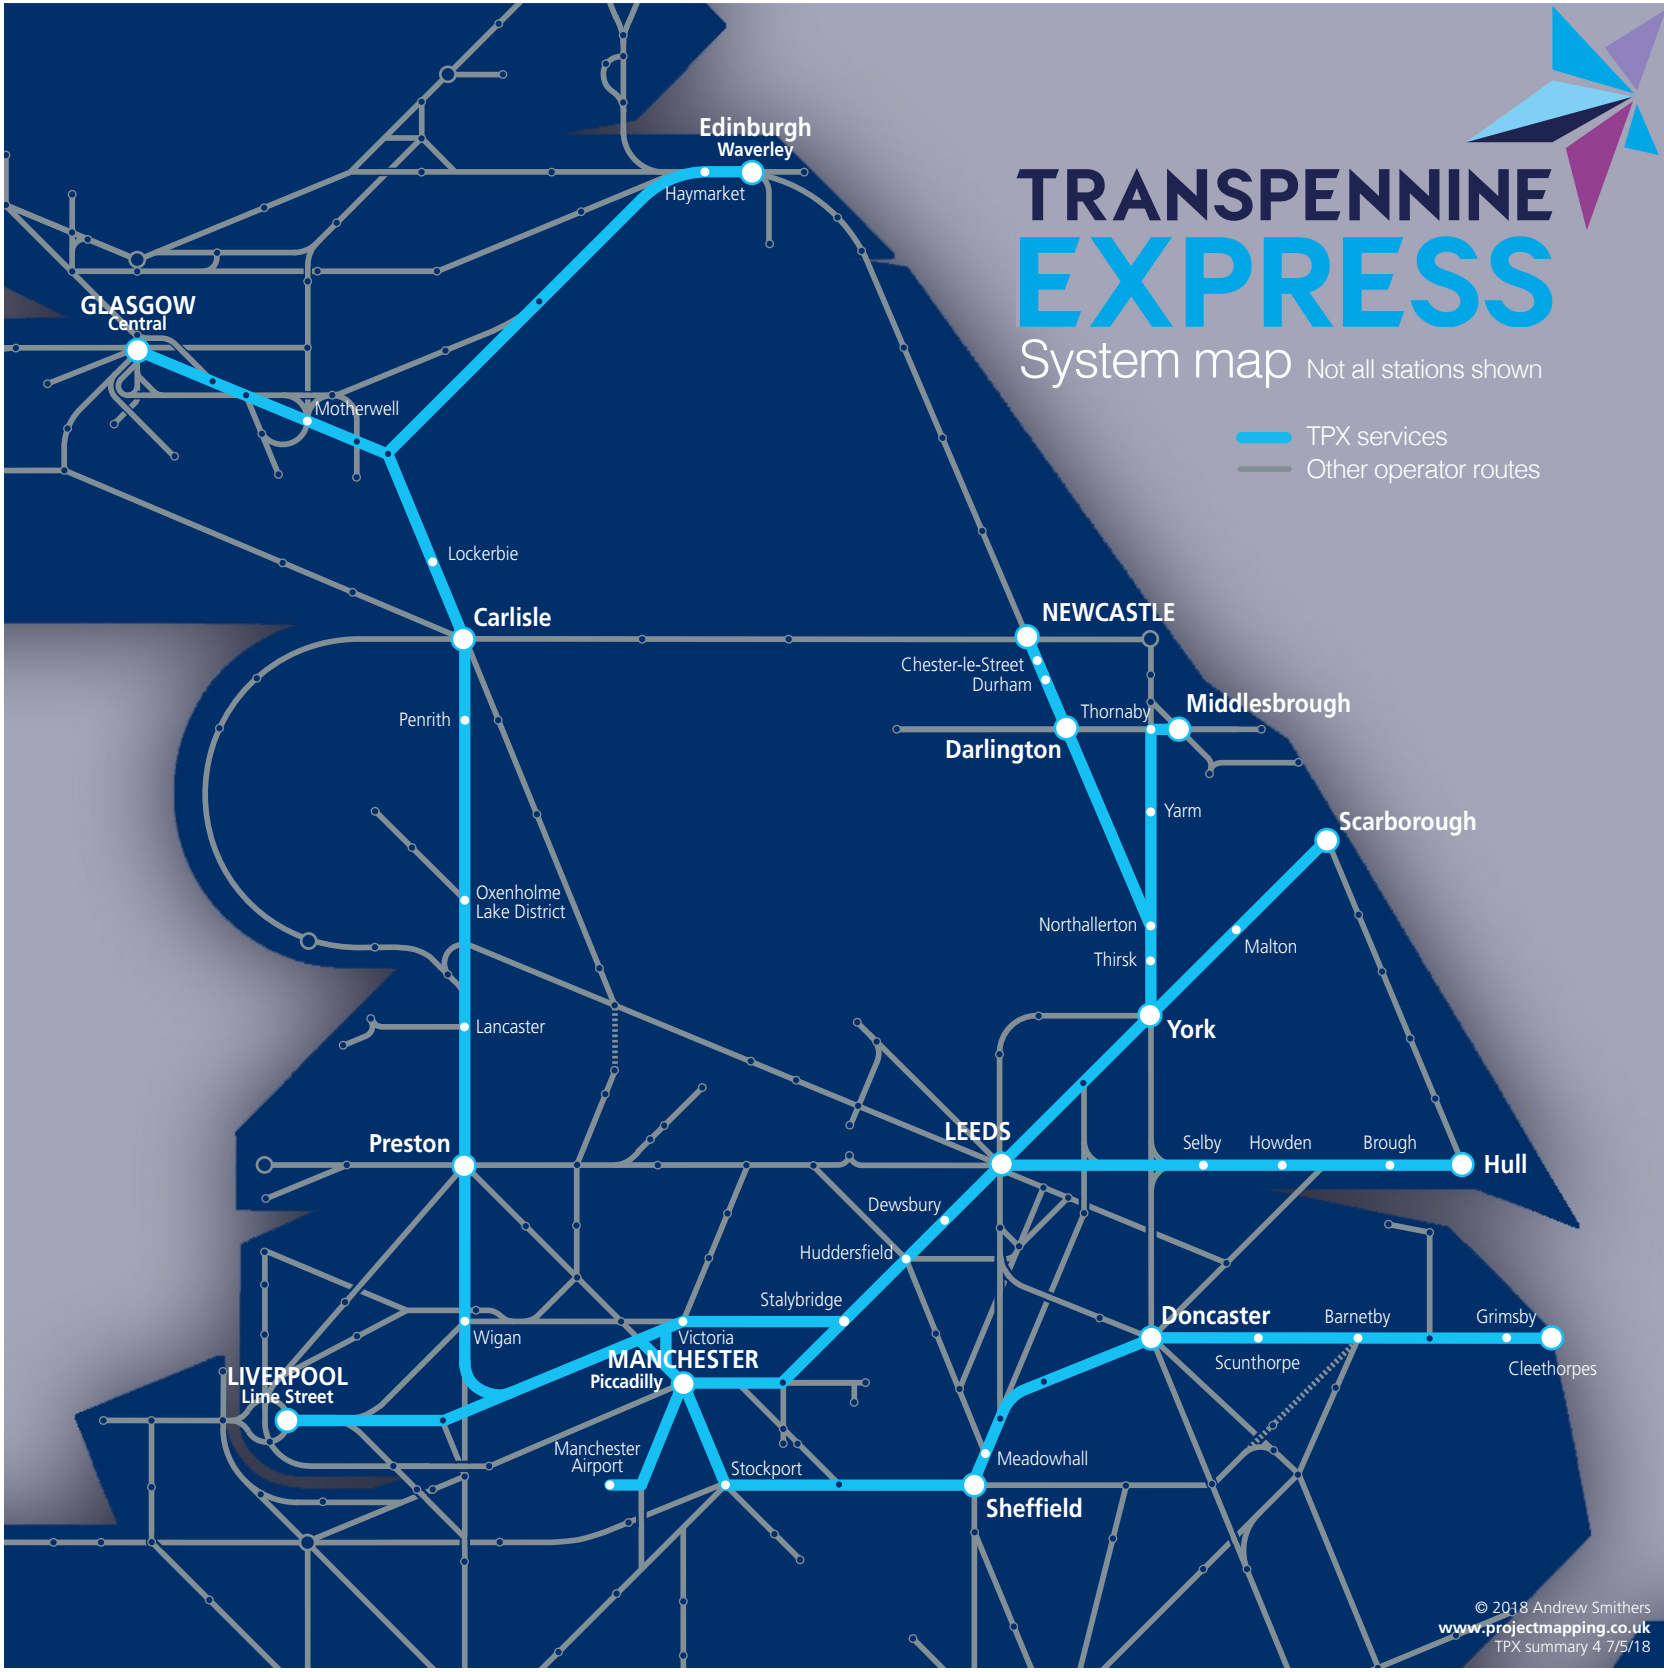 Edinburgh
Waverley
Haymarket
TRANSPENNINE
EXPRESS
System map Not all stations shown
TPX services
Other operator routes
GLASGOW
Central
Motherwell
Lockerbie
Carlisle
NEWCASTLE
Chester-le-Street
Durham
Thornaby
Middlesbrough
Darlington
Penrith
Yarm
Scarborough
Oxenholme
Lake District
Northallerton
Thirsk
Malton
Lancaster
York
Preston
LEEDS
Selby
Howden
Brough
Hull
Dewsbury
Huddersfield
Stalybridge
Wigan
Victoria
MANCHESTER
Piccadilly
Doncaster
Scunthorpe
Barnetby
Grimsby
Cleethorpes
LIVERPOOL
Lime Street
Manchester
Airport
Stockport
Meadowhall
Sheffield
© 2018 Andrew Smithers
www.projectmapping.co.uk
TPX summary 4 7/5/18